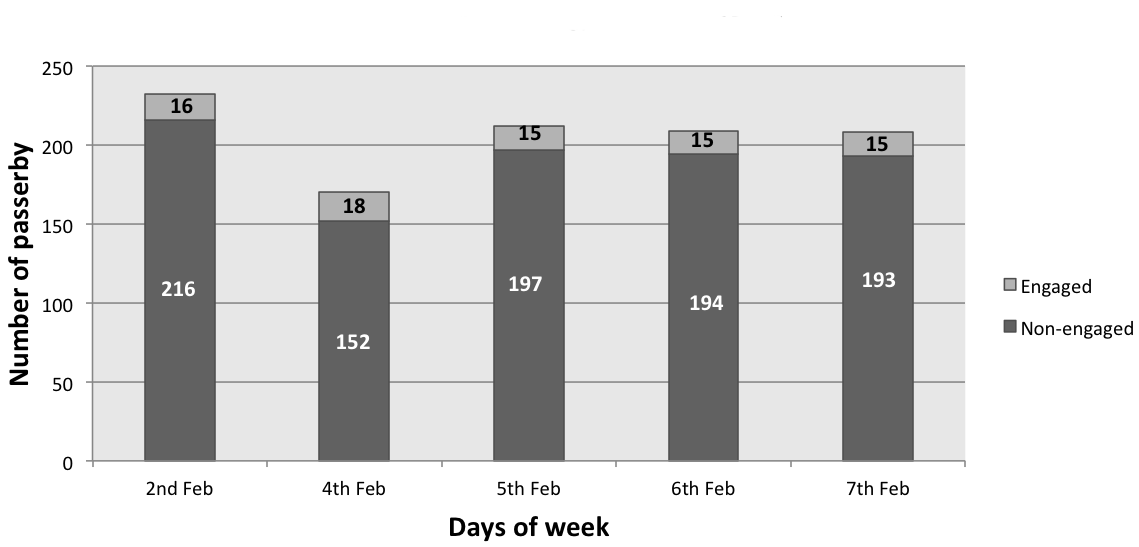 250
200
150
100
50
0
Number of passerby
16
216
18
152
15
197
15
194
15
193
2nd Feb
4th Feb
5th Feb
6th Feb
7th Feb
Days of week
Engaged
Non-engaged